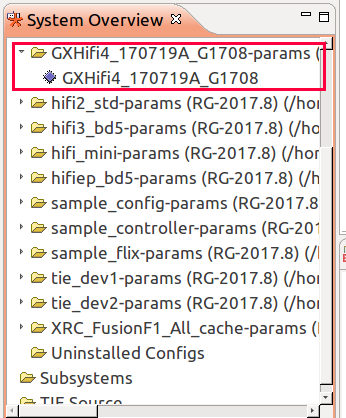 System Overview
GXHifi4_170719A_G1708-params (
GXHifi4_170719A_G1708
hifi2_std-params (RG-2017.8) (/hor
hifi3_bd5-params (RG-2017.8) (/ho
hifi_mini-params (RG-2017.8) (/ho
hifiep_bd5-params (RG-2017.8) (/h
sample_config-params (RG-2017.8)
sample_controller-params (RG-201
sample_flix-params (RG-2017.8) (/h
tie_dev1-params (RG-2017.8) (/hon
tie_dev2-params (RG-2017.8) (/hon
XRC_FusionF1_All_cache-params (R
Uninstalled Configs
Subsystems
TIE Source